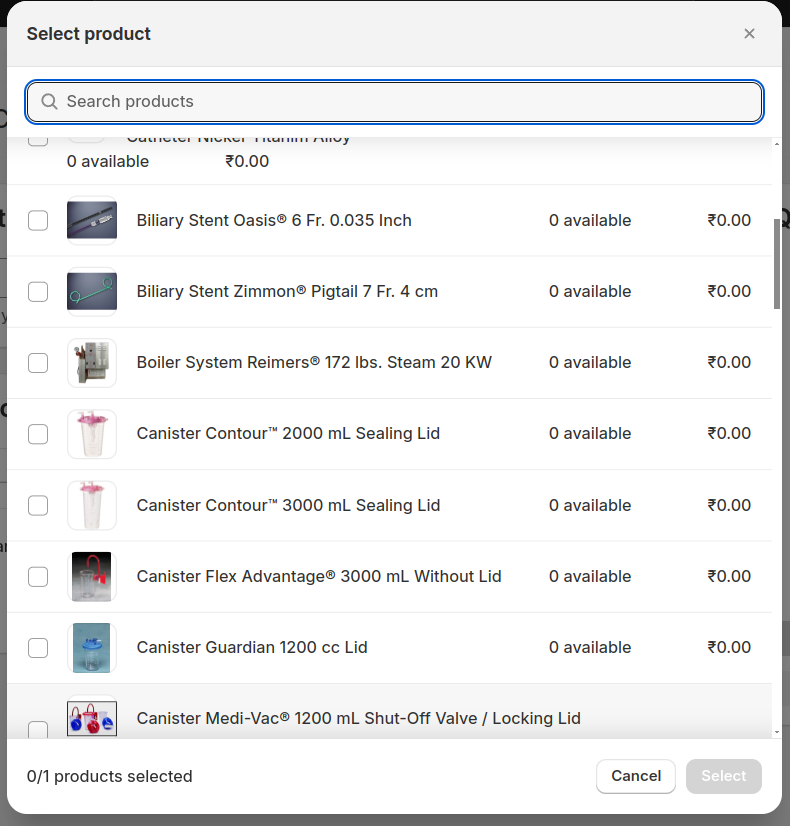 Select product
Search products
Catheter Nicker Titanim Alloy
0 available ₹0.00
Biliary Stent Oasis® 6 Fr. 0.035 Inch 0 available ₹0.00
Biliary Stent Zimmon® Pigtail 7 Fr. 4 cm 0 available ₹0.00
Boiler System Reimers® 172 lbs. Steam 20 KW 0 available ₹0.00
Canister Contour™ 2000 mL Sealing Lid 0 available ₹0.00
Canister Contour™ 3000 mL Sealing Lid 0 available ₹0.00
Canister Flex Advantage® 3000 mL Without Lid 0 available ₹0.00
Canister Guardian 1200 cc Lid 0 available ₹0.00
Canister Medi-Vac® 1200 mL Shut-Off Valve / Locking Lid
0/1 products selected Cancel Select